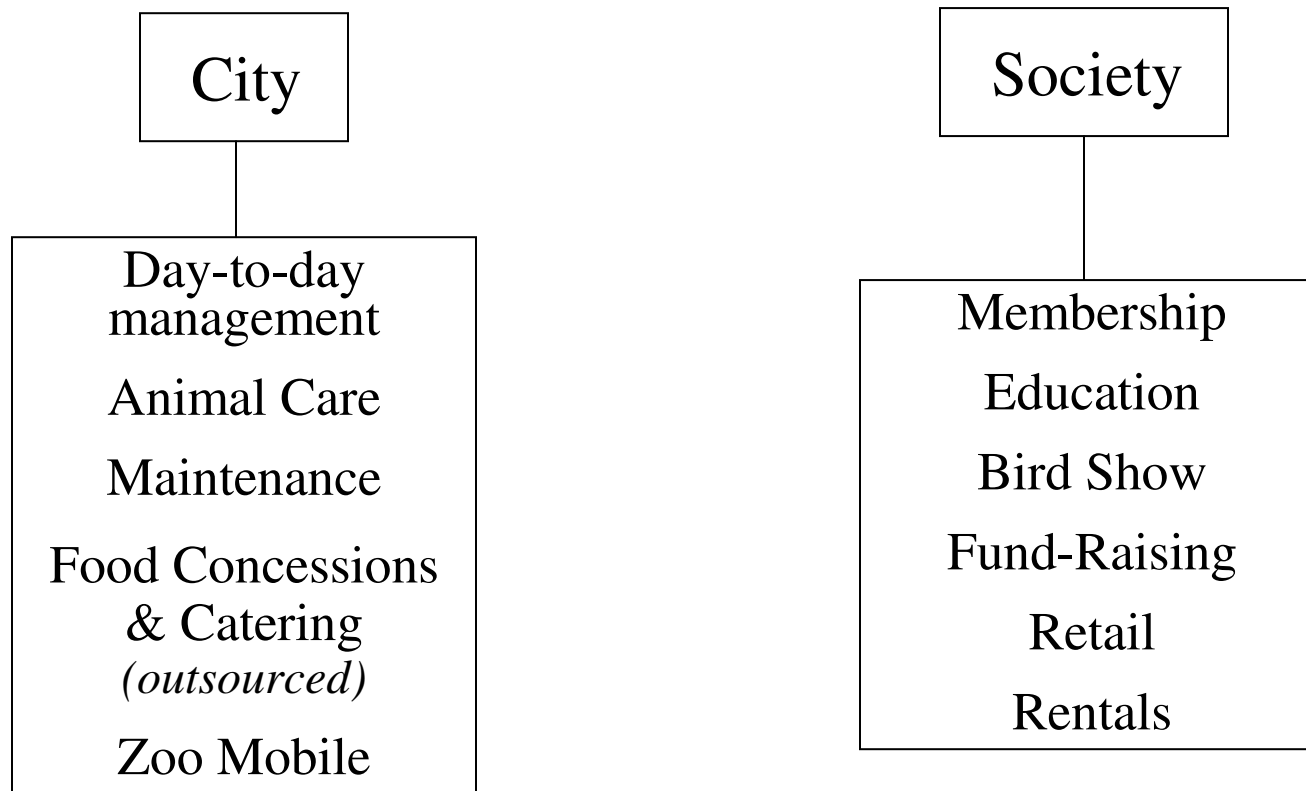 City
Day-to-day
management
Animal Care
Maintenance
Food Concessions
& Catering
(outsourced)
Zoo Mobile
Society
Membership
Education
Bird Show
Fund-Raising
Retail
Rentals